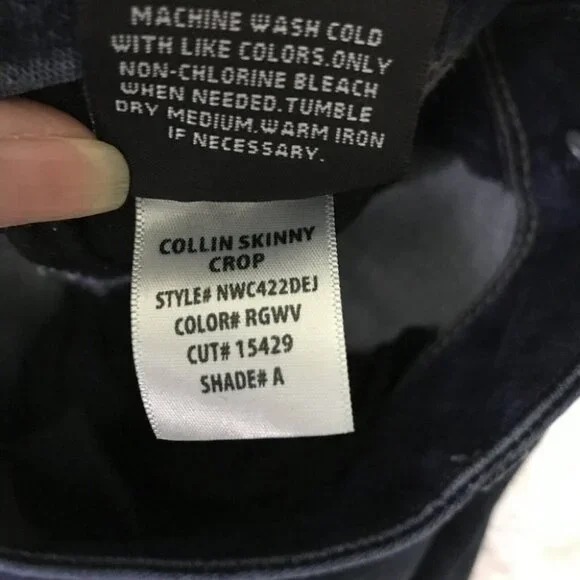 MACHINE WASH COLD
WITH LIKE COLORS.ONLY
NON-CHLORINE BLEACH
WHEN NEEDED.TUMBLE
DRY MEDIUM.WARM IRON
IF NECESSARY.
COLLIN SKINNY
CROP
STYLE# NWC422DEJ
COLOR# RGWV
CUT# 15429
SHADE# A